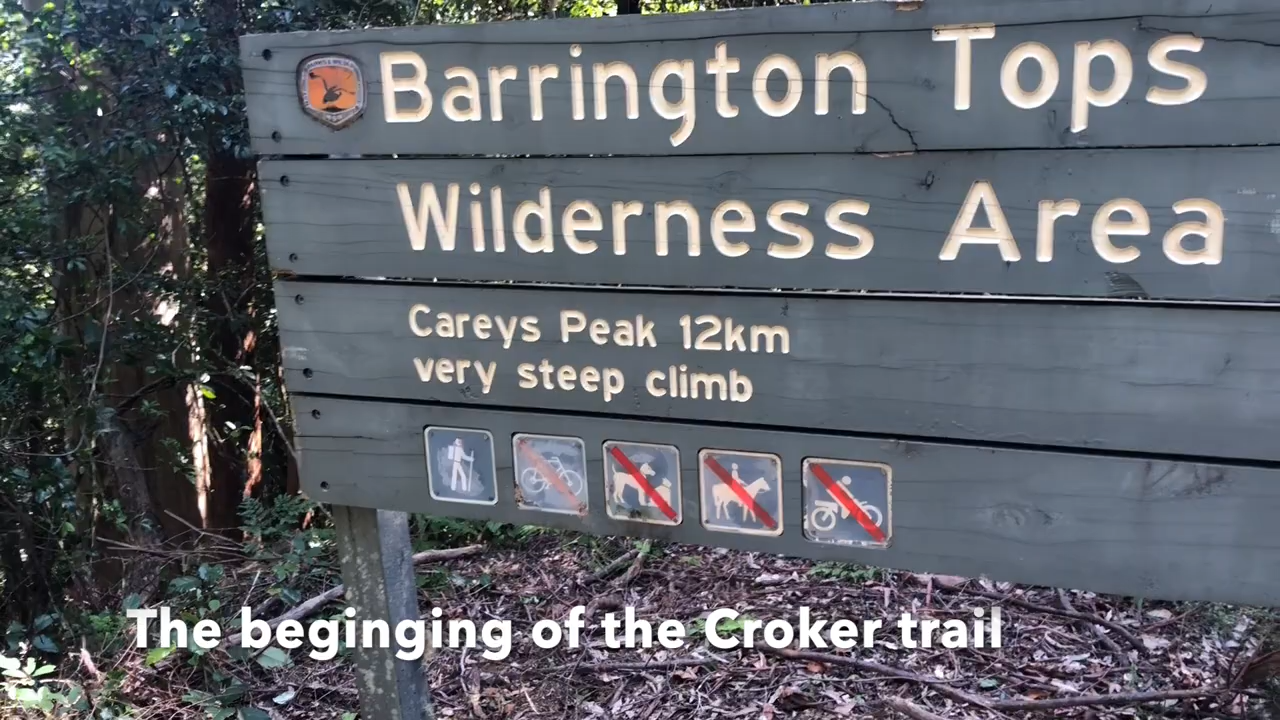 Barrington Tops
Wilderness Area
Careys Peak 12km
very steep climb
The beginging of the Croker trail